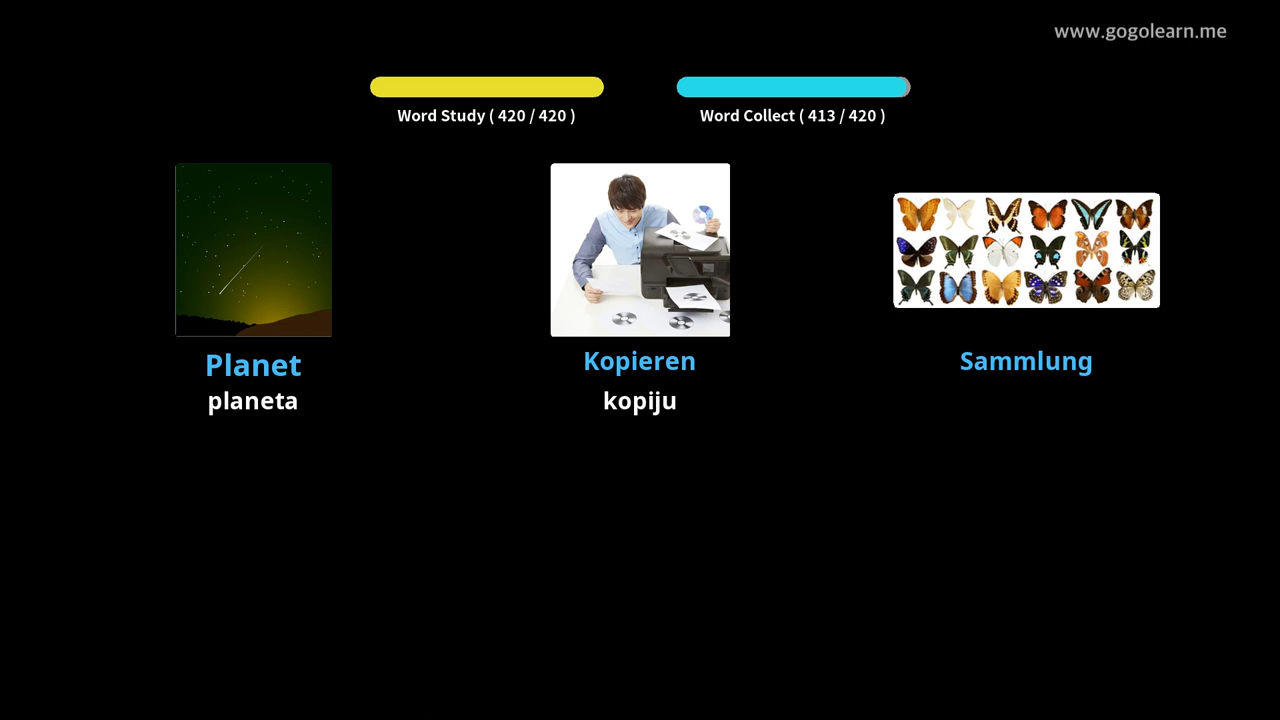 www.gogolearn.me
Word Study ( 420 / 420 )
Word Collect ( 413 / 420 )
Planet
planeta
Kopieren
kopiju
Sammlung